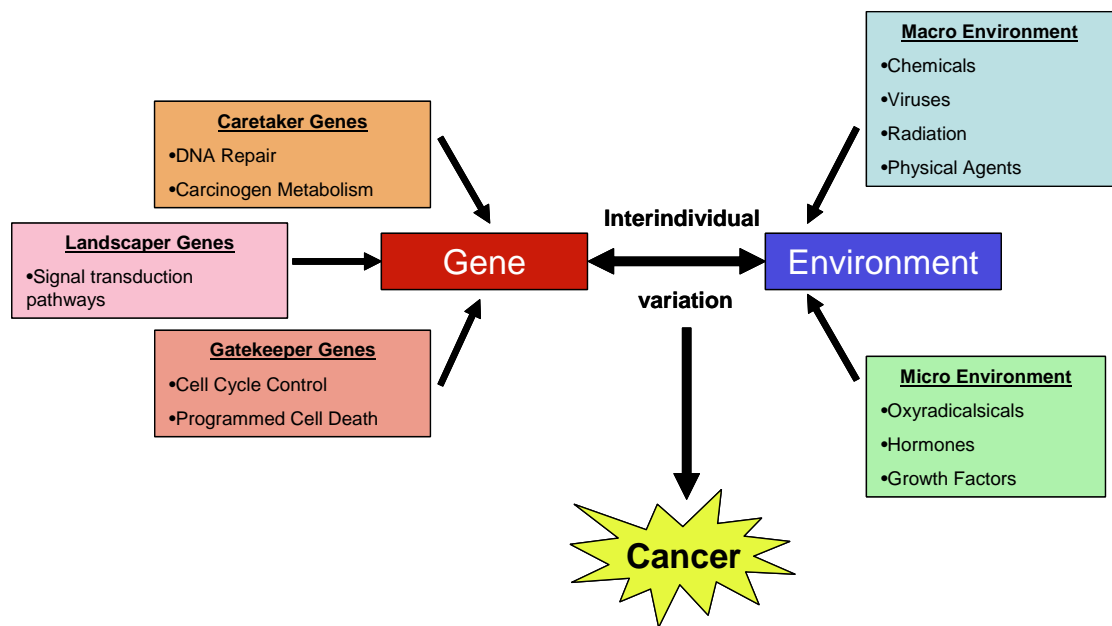 Macro Environment
•Chemicals
•Viruses
•Radiation
•Physical Agents
Caretaker Genes
•DNA Repair
•Carcinogen Metabolism
Landscaper Genes
•Signal transduction
pathways
Gatekeeper Genes
•Cell Cycle Control
•Programmed Cell Death
Gene
Interindividual
variation
Environment
Micro Environment
•Oxyradicalsicals
•Hormones
•Growth Factors
Cancer